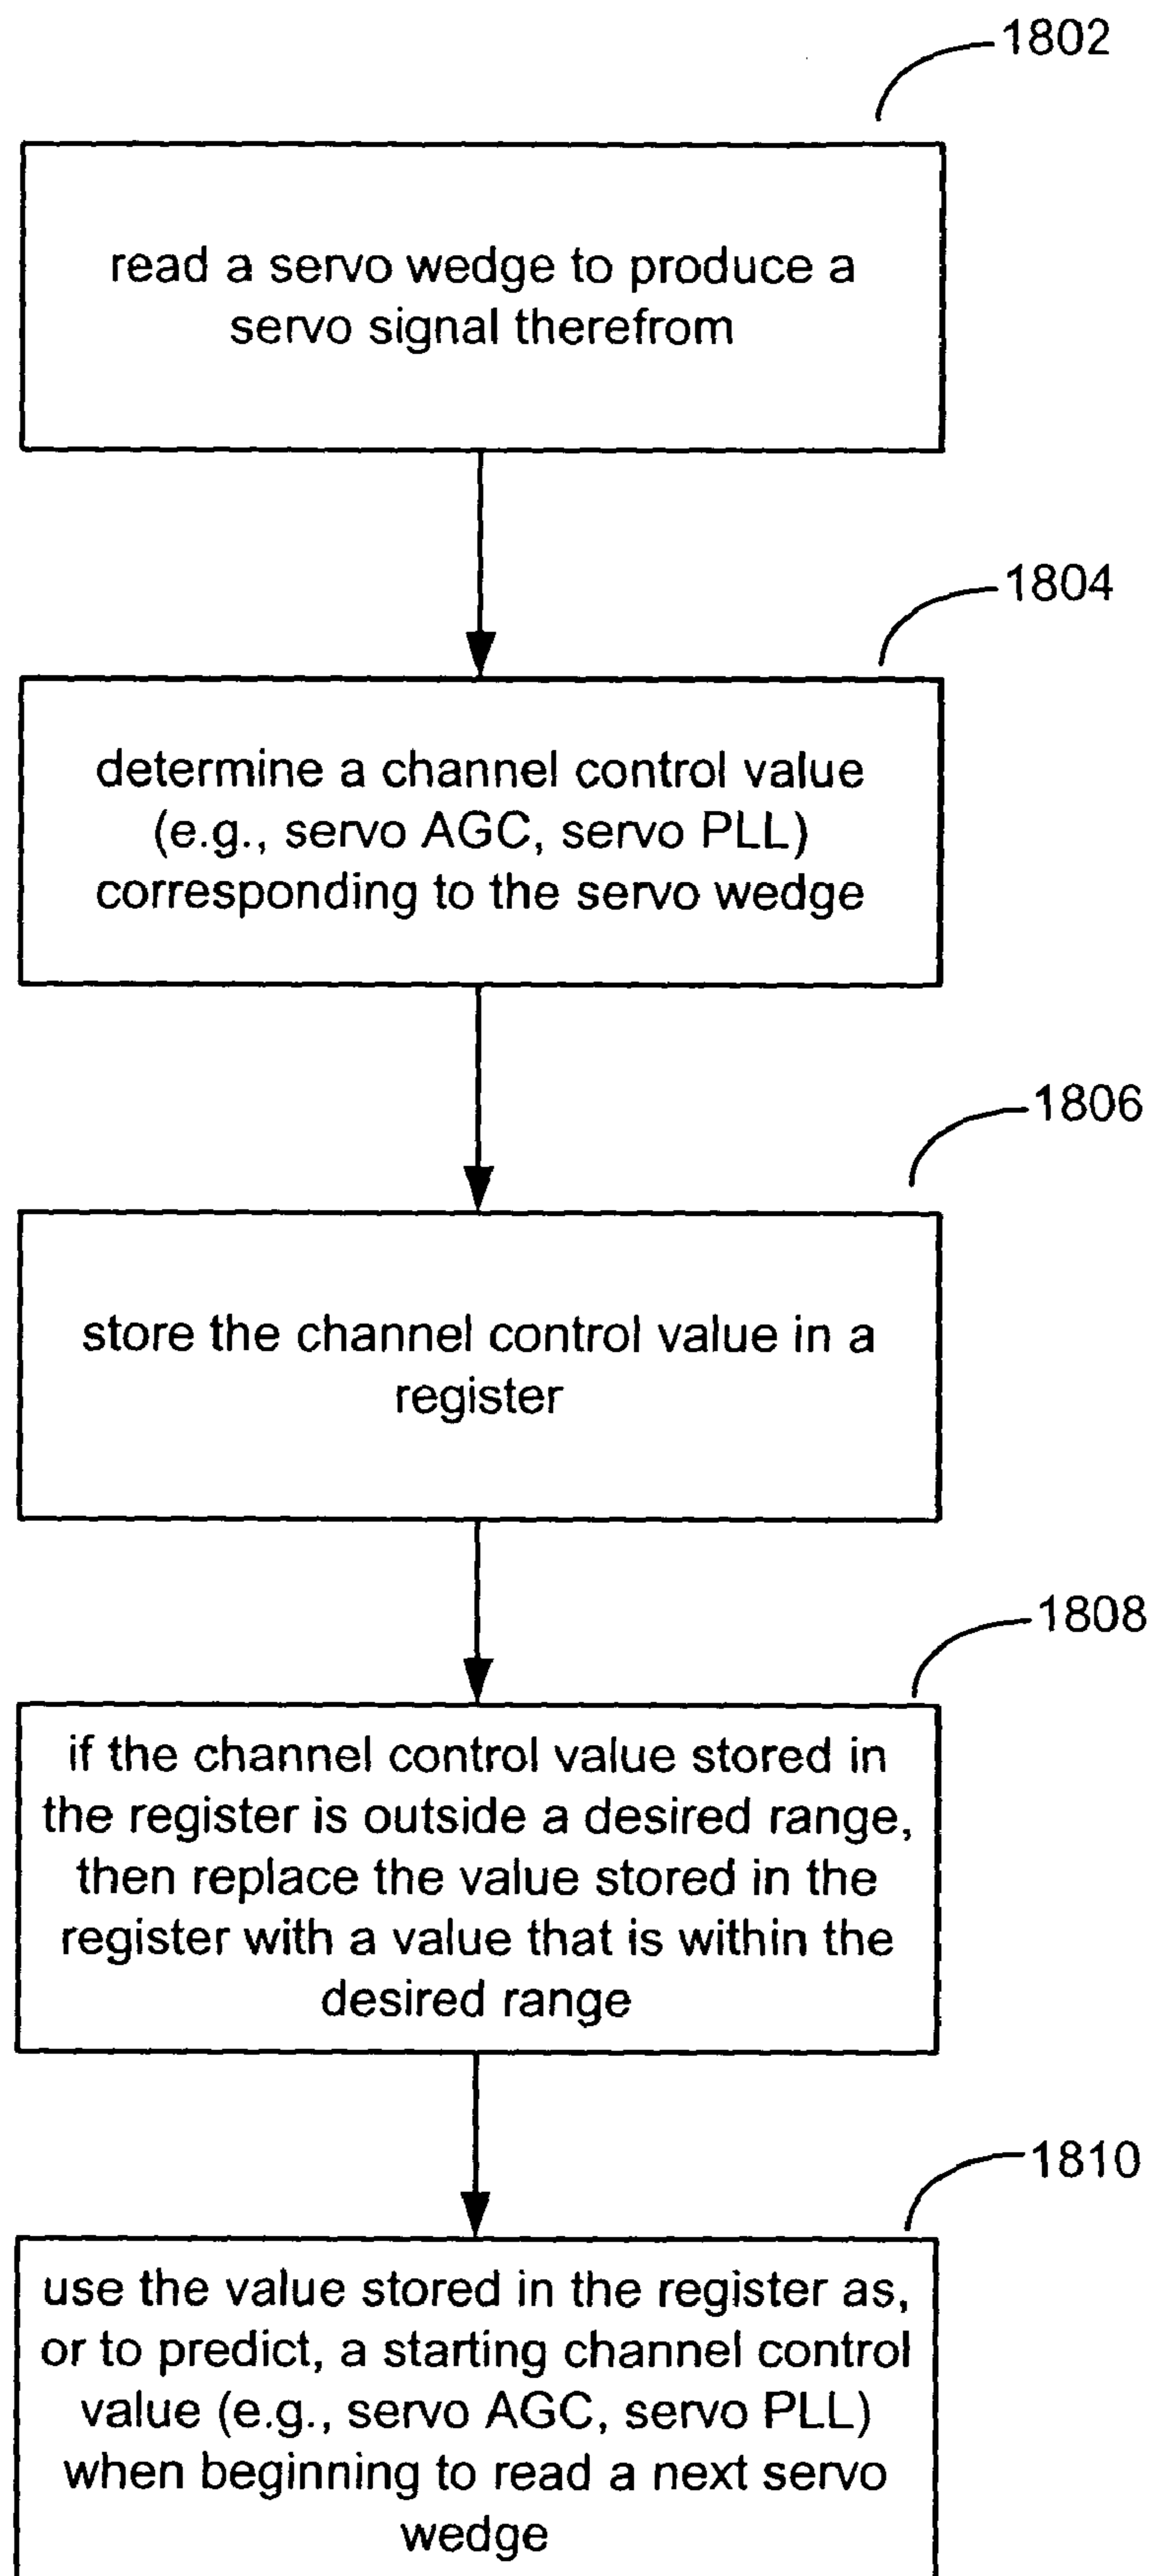 1802
read a servo wedge to produce a
servo signal therefrom
1804
determine a channel control value
(e.g., servo AGC, servo PLL)
corresponding to the servo wedge
1806
store the channel control value in a
register
1808
if the channel control value stored in
the register is outside a desired range,
then replace the value stored in the
register with a value that is within the
desired range
1810
use the value stored in the register as,
or to predict, a starting channel control
value (e.g., servo AGC, servo PLL)
when beginning to read a next servo
wedge